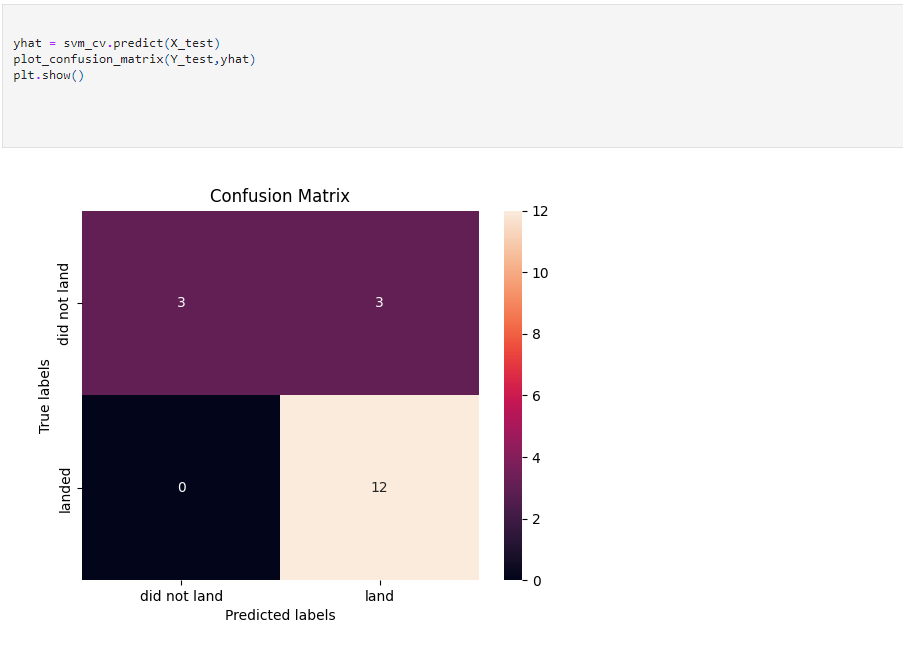 yhat = svm_cv.predict(X_test)
plot_confusion_matrix(Y_test,yhat)
plt.show()
Confusion Matrix
True labels
did not land
landed
3
3
0
12
did not land
land
Predicted labels
12
10
8
6
4
2
0